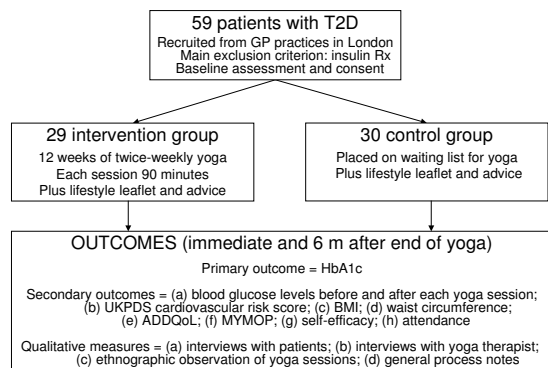 59 patients with T2D
Recruited from GP practices in London
Main exclusion criterion: insulin Rx
Baseline assessment and consent
29 intervention group
12 weeks of twice-weekly yoga
Each session 90 minutes
Plus lifestyle leaflet and advice
30 control group
Placed on waiting list for yoga
Plus lifestyle leaflet and advice
OUTCOMES (immediate and 6 m after end of yoga)
Primary outcome = HbA1c
Secondary outcomes = (a) blood glucose levels before and after each yoga session;
(b) UKPDS cardiovascular risk score; (c) BMI; (d) waist circumference;
(e) ADDQoL; (f) MYMOP; (g) self-efficacy; (h) attendance
Qualitative measures = (a) interviews with patients; (b) interviews with yoga therapist;
(c) ethnographic observation of yoga sessions; (d) general process notes